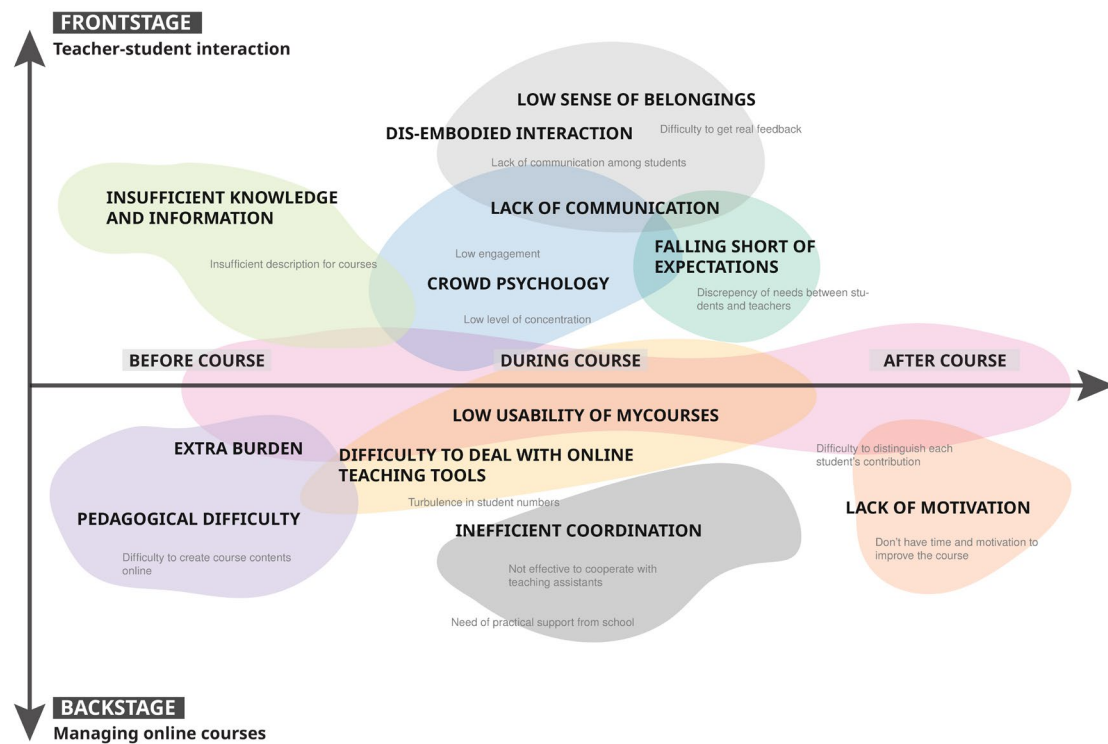 FRONTSTAGE
Teacher-student interaction
LOW SENSE OF BELONGINGS
DIS-EMBODIED INTERACTION
Difficulty to get real feedback
Lack of communication among students
INSUFFICIENT KNOWLEDGE
AND INFORMATION
LACK OF COMMUNICATION
Insufficient description for courses
Low engagement
FALLING SHORT OF
EXPECTATIONS
CROWD PSYCHOLOGY
Discrepency of needs between stu-
dents and teachers
Low level of concentration
BEFORE COURSE
DURING COURSE
AFTER COURSE
LOW USABILITY OF MYCOURSES
EXTRA BURDEN
DIFFICULTY TO DEAL WITH ONLINE
TEACHING TOOLS
Difficulty to distinguish each
student's contribution
Turbulence in student numbers
PEDAGOGICAL DIFFICULTY
INEFFICIENT COORDINATION
LACK OF MOTIVATION
Difficulty to create course contents
online
Not effective to cooperate with
teaching assistants
Don't have time and motivation to
improve the course
Need of practical support from school
BACKSTAGE
Managing online courses